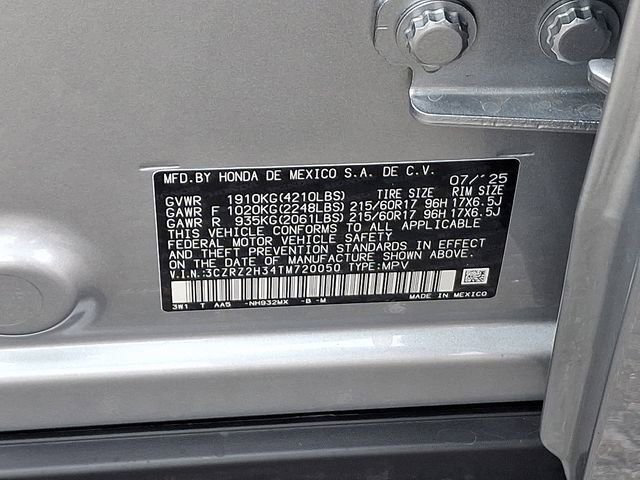 MFD.BY HONDA DE MEXICO S.A. DE C.V. 07/'25
GVWR 1910KG(4210LBS) TIRE SIZE RIM SIZE
GAWR F 1020KG(2248LBS) 215/60R17 96H 17X6.5J
GAWR R 935KG(2061LBS) 215/60R17 96H 17X6.5J
THIS VEHICLE CONFORMS TO ALL APPLICABLE
FEDERAL MOTOR VEHICLE SAFETY
AND THEFT PREVENTION STANDARDS IN EFFECT
ON THE DATE OF MANUFACTURE SHOWN ABOVE.
V.I.N.:3CZRZ2H34TM720050 TYPE:MPV
3W1 T AA5 -NH932MX -B -M MADE IN MEXICO